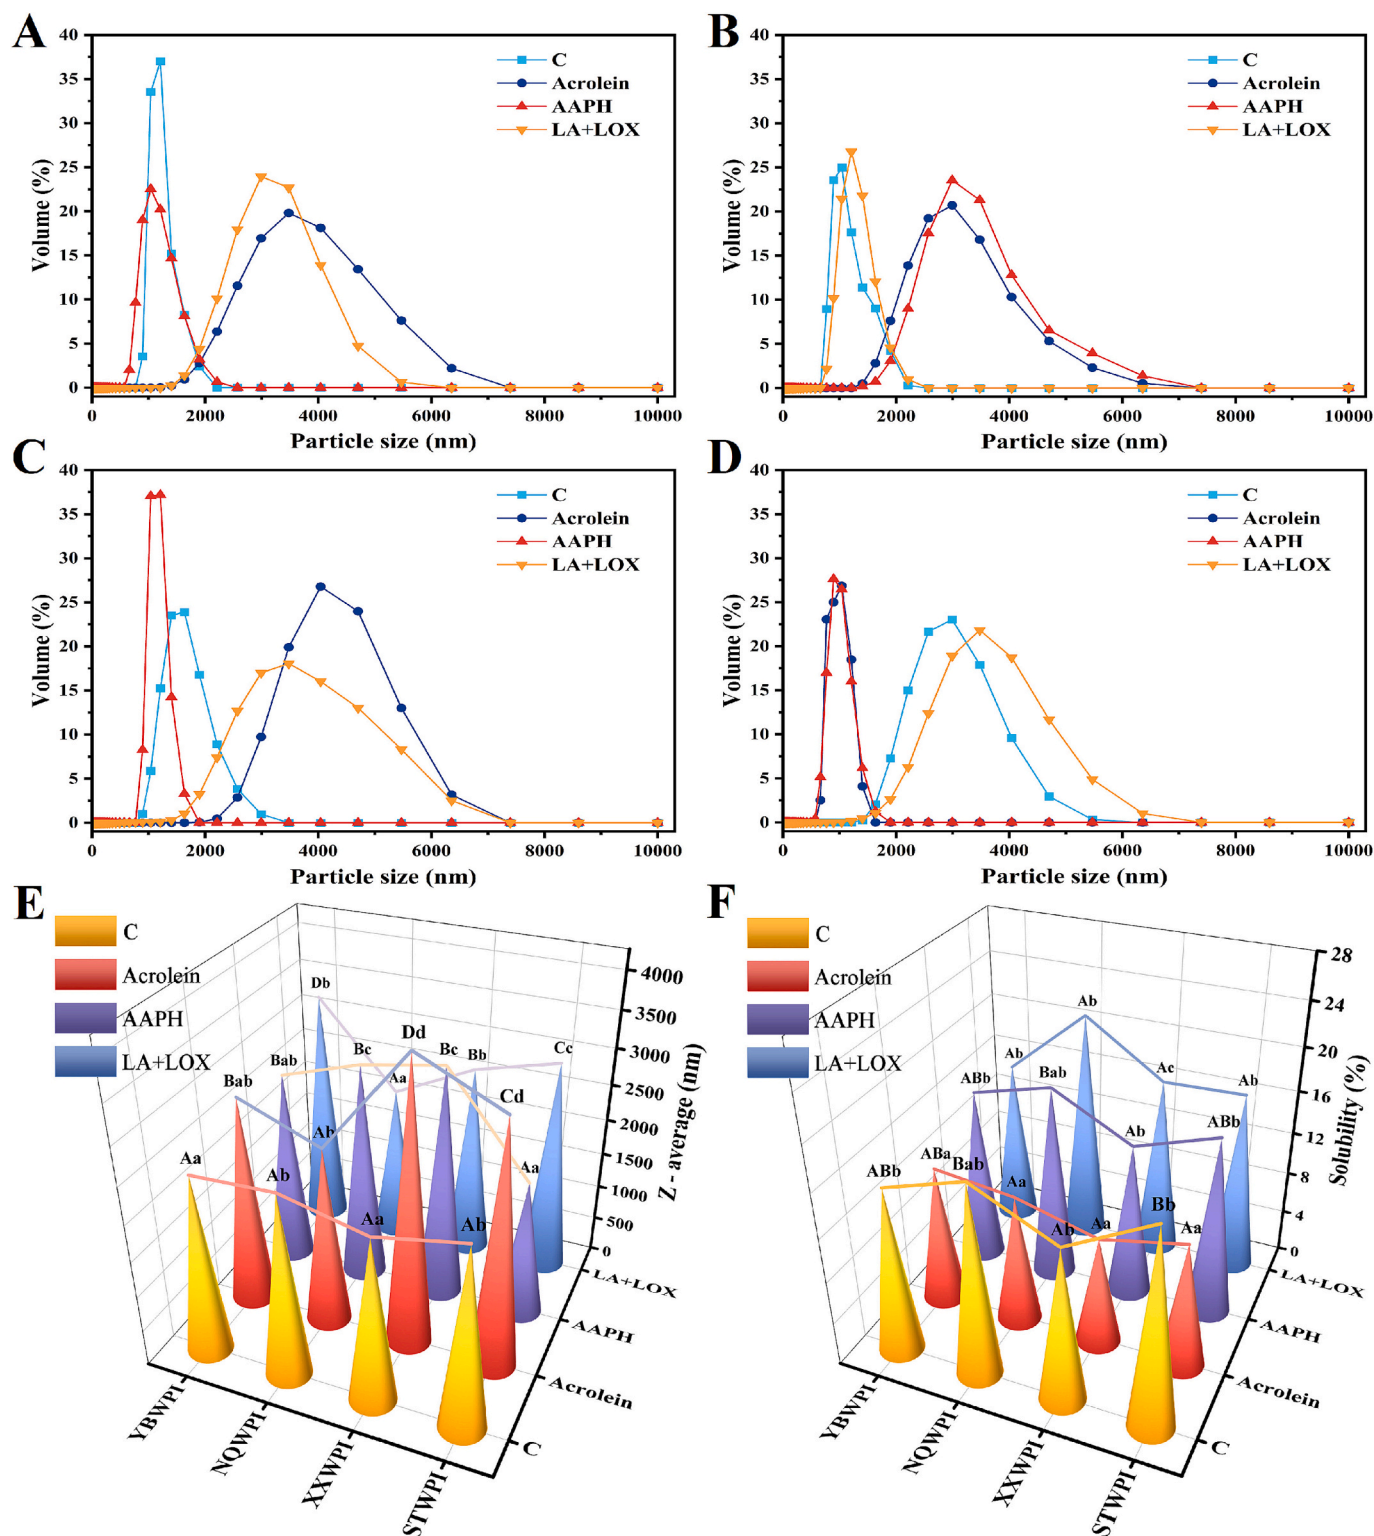 A
40
35
30
25
20
15
10
5
0
Volume (%)
C
Acrolein
AAPH
LA+LOX
0 2000 4000 6000 8000 10000
Particle size (nm)
B
40
35
30
25
20
15
10
5
0
Volume (%)
C
Acrolein
AAPH
LA+LOX
0 2000 4000 6000 8000 10000
Particle size (nm)
C
40
35
30
25
20
15
10
5
0
Volume (%)
C
Acrolein
AAPH
LA+LOX
0 2000 4000 6000 8000 10000
Particle size (nm)
D
40
35
30
25
20
15
10
5
0
Volume (%)
C
Acrolein
AAPH
LA+LOX
0 2000 4000 6000 8000 10000
Particle size (nm)
E
C
Acrolein
AAPH
LA+LOX
Db
Bab Bc Dd Bc Bb Cc
Bab Aa
Ab Cd
Aa Ab Aa
Aa Ab
4000
3500
3000
2500
2000
1500
1000
500
0
Z - average (nm)
LA+LOX
AAPH
Acrolein
C
YBWPI
NQWPI
XXWPI
STWPI
F
C
Acrolein
AAPH
LA+LOX
Ab
Ab
ABb Bab Ac Ab
ABb ABa Bab Ab ABb
Aa
Ab Aa Bb Aa
28
24
20
16
12
8
4
0
Solubility (%)
LA+LOX
AAPH
Acrolein
C
YBWPI
NQWPI
XXWPI
STWPI